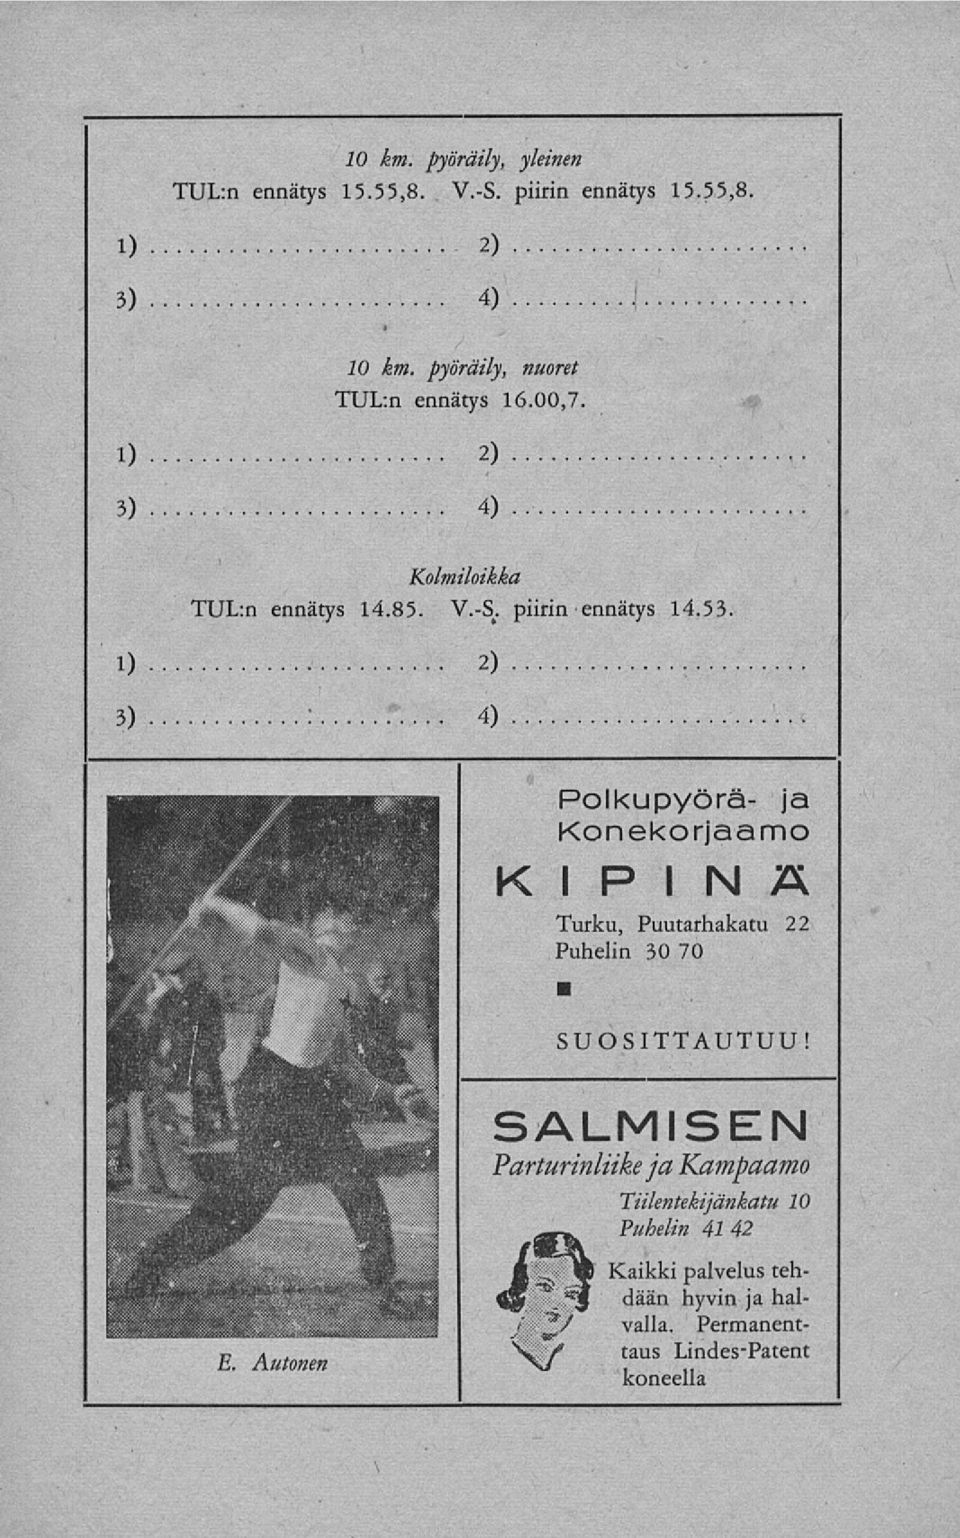 10 km. pyöräily, yleinen
TUL:n ennätys 15.55,8. V.-S. piirin ennätys 15.55,8.
1) ...................... 2) ......................
3) ...................... 4) ......................
10 km. pyöräily, nuoret
TUL:n ennätys 16.00,7.
1) ...................... 2) ......................
3) ...................... 4) ......................
Kolmiloikka
TUL:n ennätys 14.85. V.-S. piirin ennätys 14.53.
1) ...................... 2) ......................
3) ...................... 4) ......................
E. Autonen
Polkupyörä- ja
Konekorjaamo
KIPINÄ
Turku, Puutarhakatu 22
Puhelin 30 70
SUOSITTAUTUU!
SALMISEN
Parturinliike ja Kampaamo
Tiilentekijänkatu 10
Puhelin 41 42
Kaikki palvelus teh-
dään hyvin ja hal-
valla. Permanent-
taus Lindes-Patent
koneella